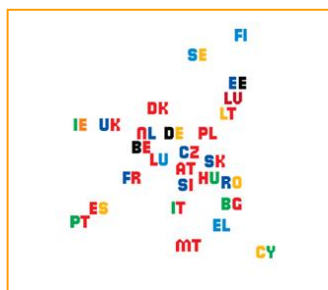 FI
SE
EE
LV
LT
DK
IE UK
NL DE PL
BE
LU CZ SK
AT
FR SI HU RO
ES IT BG
PT EL
MT CY